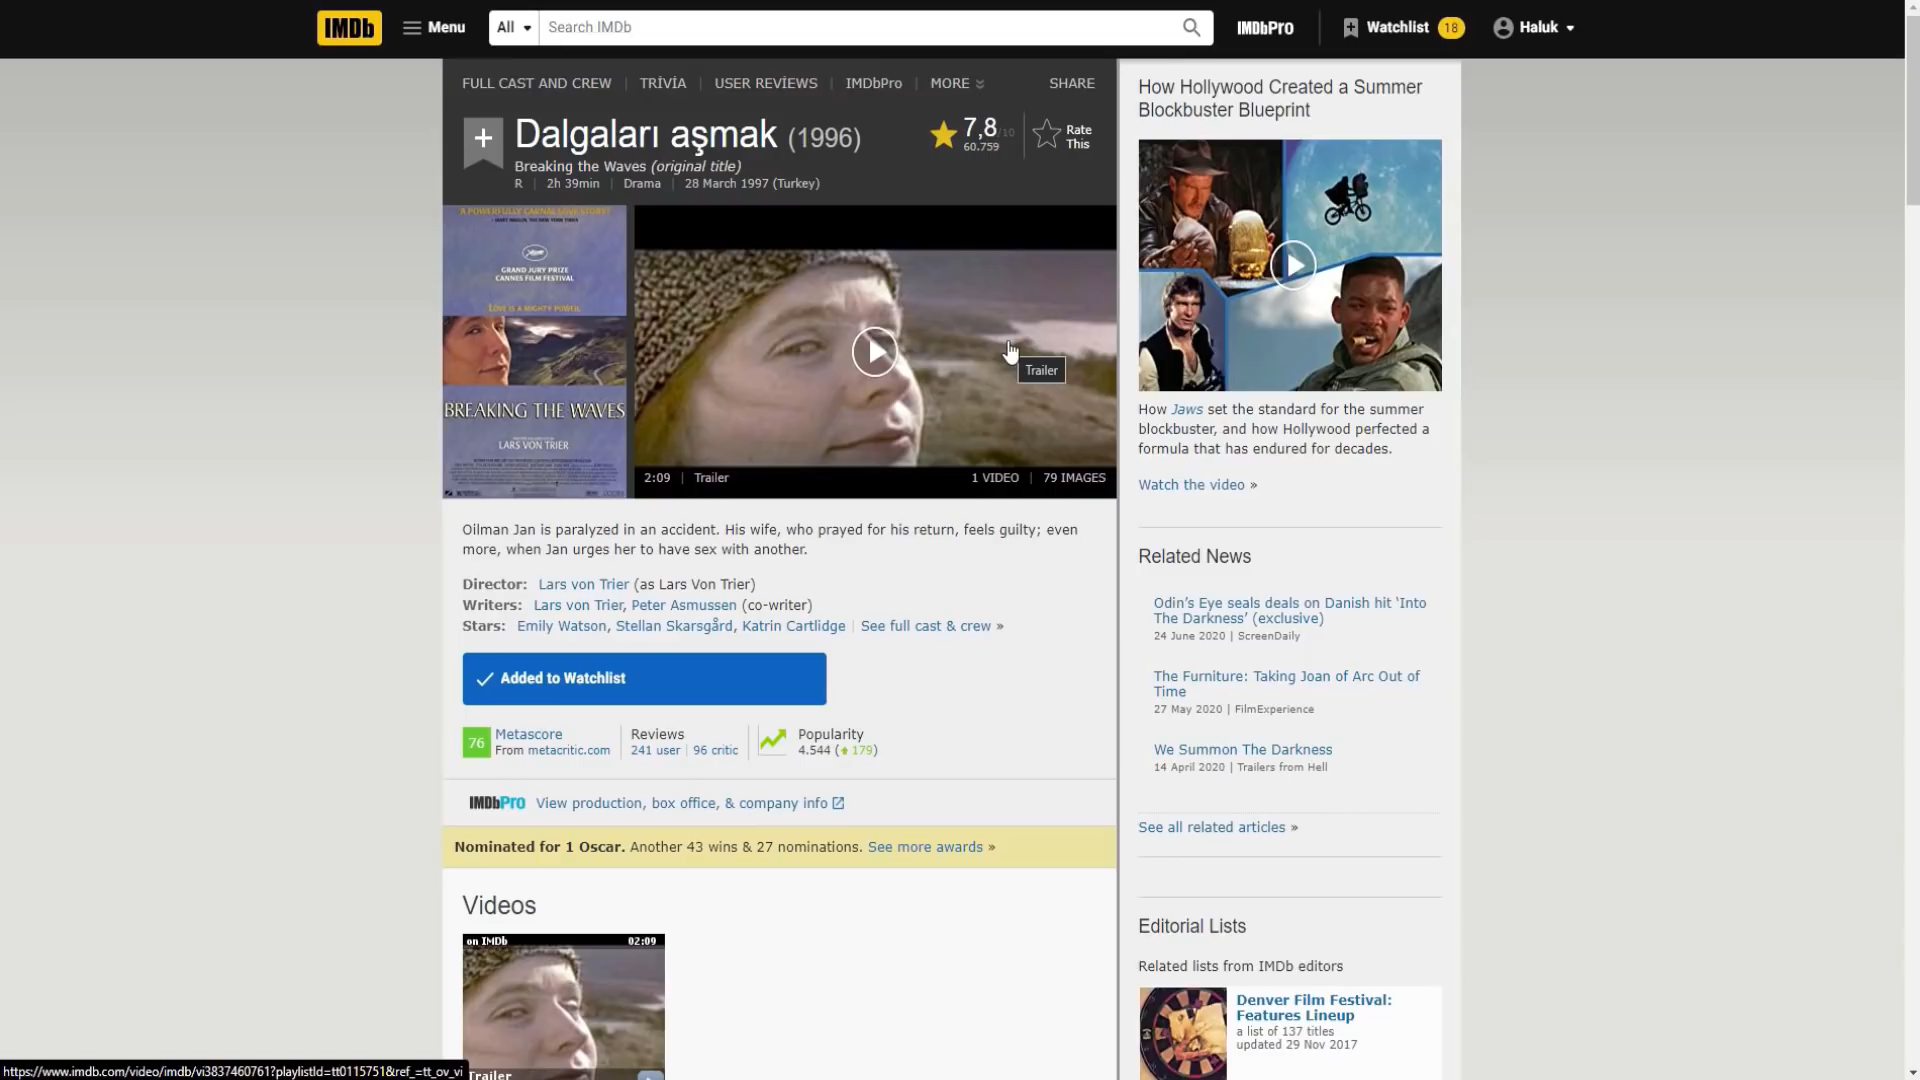 IMDb
Menu
All
Search IMDb
IMDbPro
Watchlist 18
Haluk
FULL CAST AND CREW | TRİVİA | USER REVİEWS | IMDbPro | MORE
SHARE
Dalgaları aşmak (1996)
Breaking the Waves (original title)
R | 2h 39min | Drama | 28 March 1997 (Turkey)
7,8/10
60.759
Rate
This
'A POWERFULLY CARNAL LOVE STORY!'
GRAND JURY PRIZE
CANNES FILM FESTIVAL
LOVE IS A MIGHTY POWER.
BREAKING THE WAVES
LARS VON TRIER
Trailer
2:09 | Trailer
1 VIDEO | 79 IMAGES
Oilman Jan is paralyzed in an accident. His wife, who prayed for his return, feels guilty; even
more, when Jan urges her to have sex with another.
Director: Lars von Trier (as Lars Von Trier)
Writers: Lars von Trier, Peter Asmussen (co-writer)
Stars: Emily Watson, Stellan Skarsgård, Katrin Cartlidge | See full cast & crew »
Added to Watchlist
76
Metascore
From metacritic.com
Reviews
241 user | 96 critic
Popularity
4.544 (179)
IMDbPro View production, box office, & company info
Nominated for 1 Oscar. Another 43 wins & 27 nominations. See more awards »
Videos
on IMDb 02:09
Trailer
How Hollywood Created a Summer
Blockbuster Blueprint
How Jaws set the standard for the summer
blockbuster, and how Hollywood perfected a
formula that has endured for decades.
Watch the video »
Related News
Odin's Eye seals deals on Danish hit ‘Into
The Darkness’ (exclusive)
24 June 2020 | ScreenDaily
The Furniture: Taking Joan of Arc Out of
Time
27 May 2020 | FilmExperience
We Summon The Darkness
14 April 2020 | Trailers from Hell
See all related articles »
Editorial Lists
Related lists from IMDb editors
Denver Film Festival:
Features Lineup
a list of 137 titles
updated 29 Nov 2017
https://www.imdb.com/video/imdb/vi3837460761?playlistId=tt0115751&ref_=tt_ov_vi